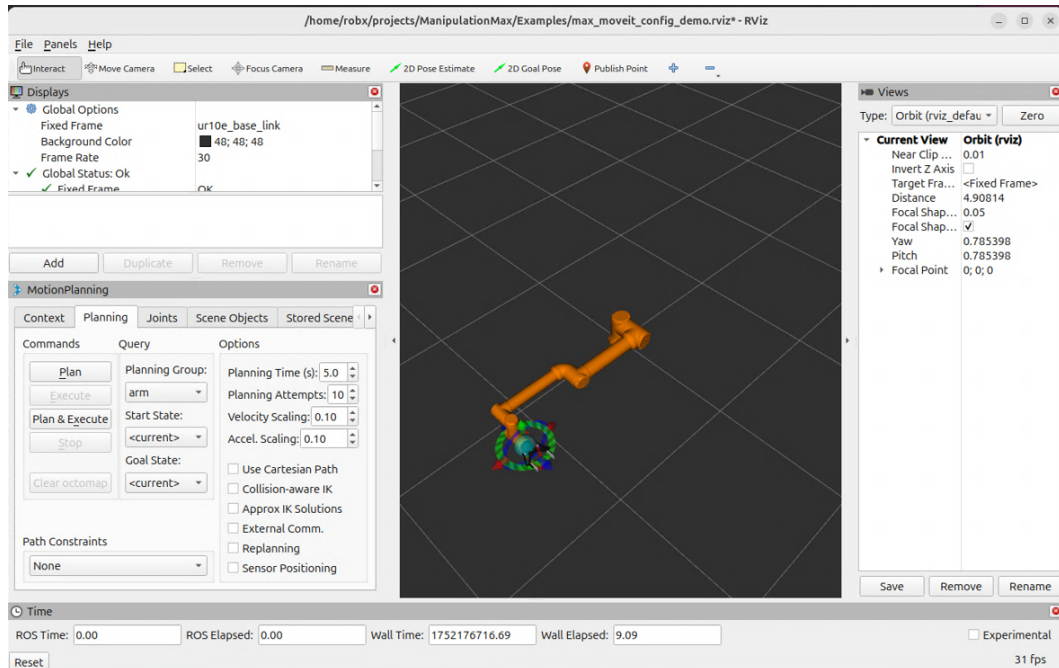 /home/robx/projects/ManipulationMax/Examples/max_moveit_config_demo.rviz* - RViz
File Panels Help
Interact Move Camera Select Focus Camera Measure 2D Pose Estimate 2D Goal Pose Publish Point
Displays
Global Options
Fixed Frame ur10e_base_link
Background Color 48; 48; 48
Frame Rate 30
Global Status: Ok
Fixed Frame OK
Add Duplicate Remove Rename
MotionPlanning
Context Planning Joints Scene Objects Stored Scene
Commands Query Options
Plan
Execute
Plan & Execute
Stop
Clear octomap
Planning Group:
arm
Start State:
<current>
Goal State:
<current>
Planning Time (s): 5.0
Planning Attempts: 10
Velocity Scaling: 0.10
Accel. Scaling: 0.10
Use Cartesian Path
Collision-aware IK
Approx IK Solutions
External Comm.
Replanning
Sensor Positioning
Path Constraints
None
Views
Type: Orbit (rviz_defau Zero
Current View Orbit (rviz)
Near Clip ... 0.01
Invert Z Axis
Target Fra... <Fixed Frame>
Distance 4.90814
Focal Shap... 0.05
Focal Shap...
Yaw 0.785398
Pitch 0.785398
Focal Point 0; 0; 0
Save Remove Rename
Time
ROS Time: 0.00 ROS Elapsed: 0.00 Wall Time: 1752176716.69 Wall Elapsed: 9.09 Experimental
Reset 31 fps